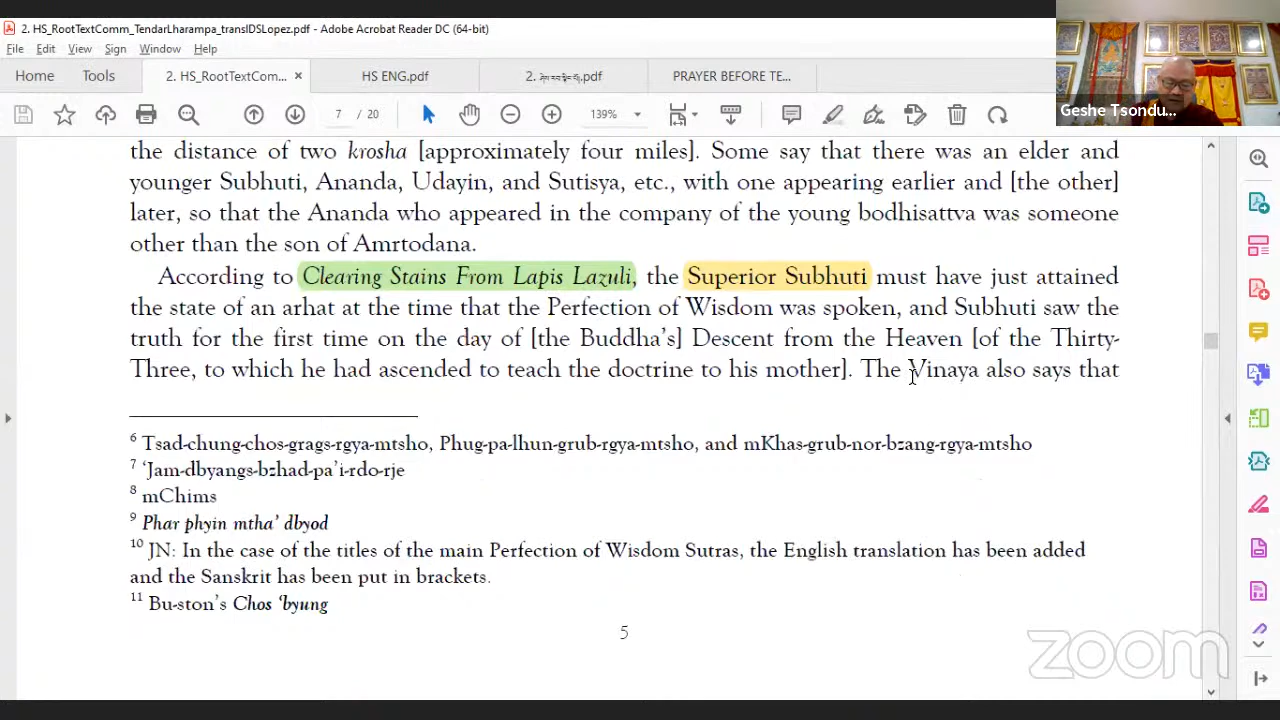 2. HS_RootTextComm_TendarLharampa_transIDSLopez.pdf - Adobe Acrobat Reader DC (64-bit)
File Edit View Sign Window Help
Home Tools 2. HS_RootTextCom... × HS ENG.pdf PRAYER BEFORE TE...
7 / 20 139%
Geshe Tsondu...
the distance of two krosha [approximately four miles]. Some say that there was an elder and
younger Subhuti, Ananda, Udayin, and Sutisya, etc., with one appearing earlier and [the other]
later, so that the Ananda who appeared in the company of the young bodhisattva was someone
other than the son of Amrtodana.
According to Clearing Stains From Lapis Lazuli, the Superior Subhuti must have just attained
the state of an arhat at the time that the Perfection of Wisdom was spoken, and Subhuti saw the
truth for the first time on the day of [the Buddha's] Descent from the Heaven [of the Thirty-
Three, to which he had ascended to teach the doctrine to his mother]. The Vinaya also says that
6 Tsad-chung-chos-grags-rgya-mtsho, Phug-pa-lhun-grub-rgya-mtsho, and mKhas-grub-nor-bzang-rgya-mtsho
7 'Jam-dbyangs-bzhad-pa'i-rdo-rje
8 mChims
9 Phar phyin mtha' dbyod
10 JN: In the case of the titles of the main Perfection of Wisdom Sutras, the English translation has been added
and the Sanskrit has been put in brackets.
11 Bu-ston's Chos 'byung
5
zoom